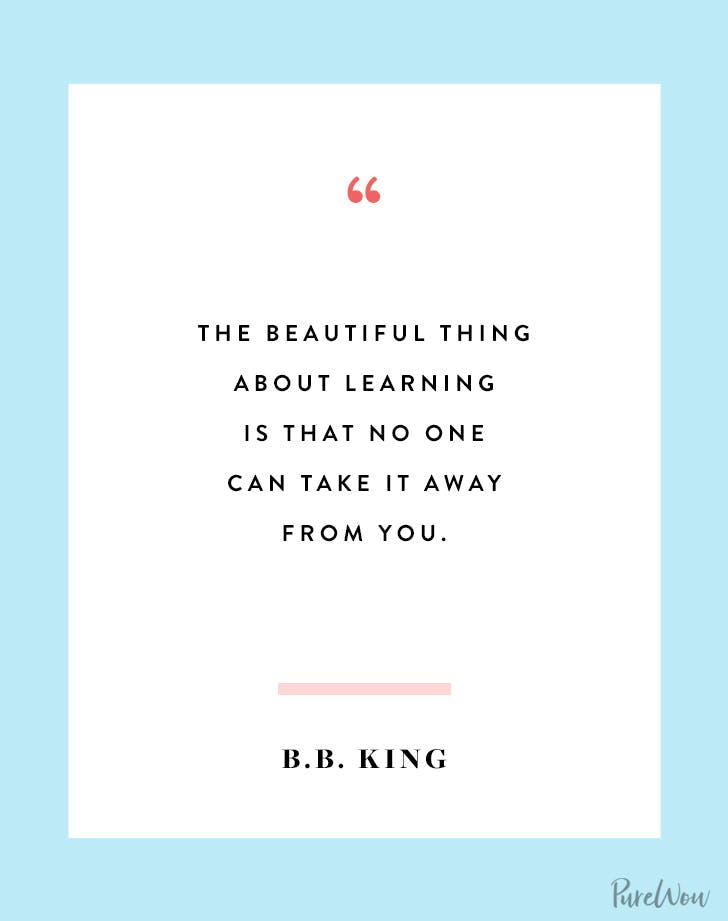 “
THE BEAUTIFUL THING
ABOUT LEARNING
IS THAT NO ONE
CAN TAKE IT AWAY
FROM YOU.
B.B. KING
PureWow